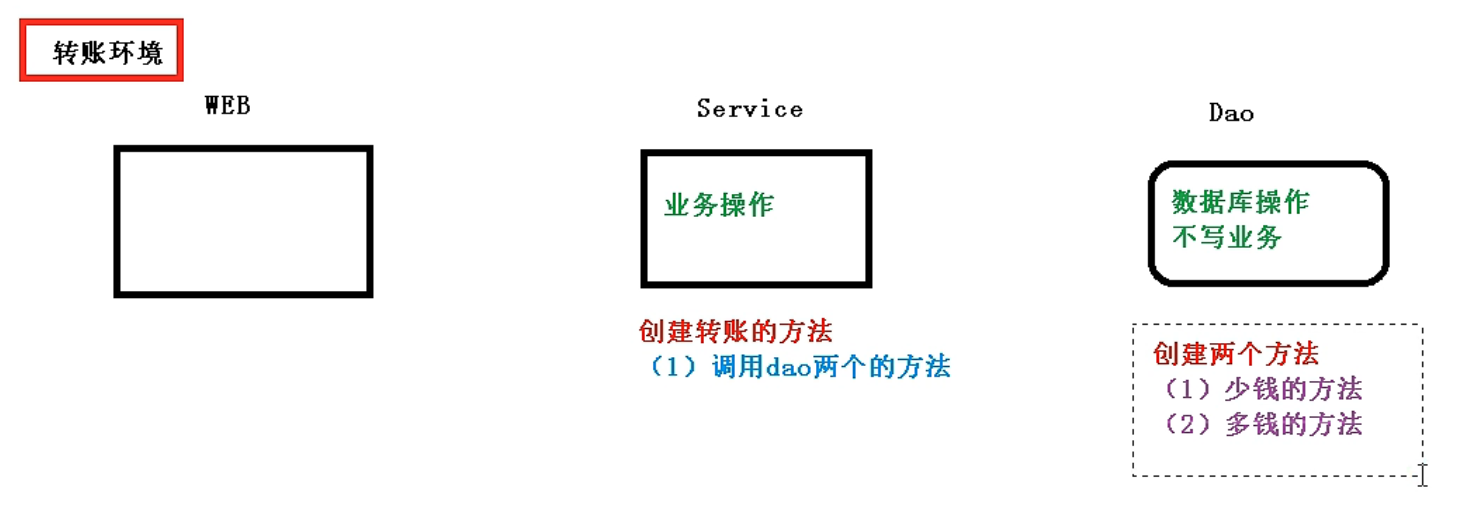 转账环境
WEB
Service
Dao
业务操作
数据库操作
不写业务
创建转账的方法
（1）调用dao两个的方法
创建两个方法
（1）少钱的方法
（2）多钱的方法